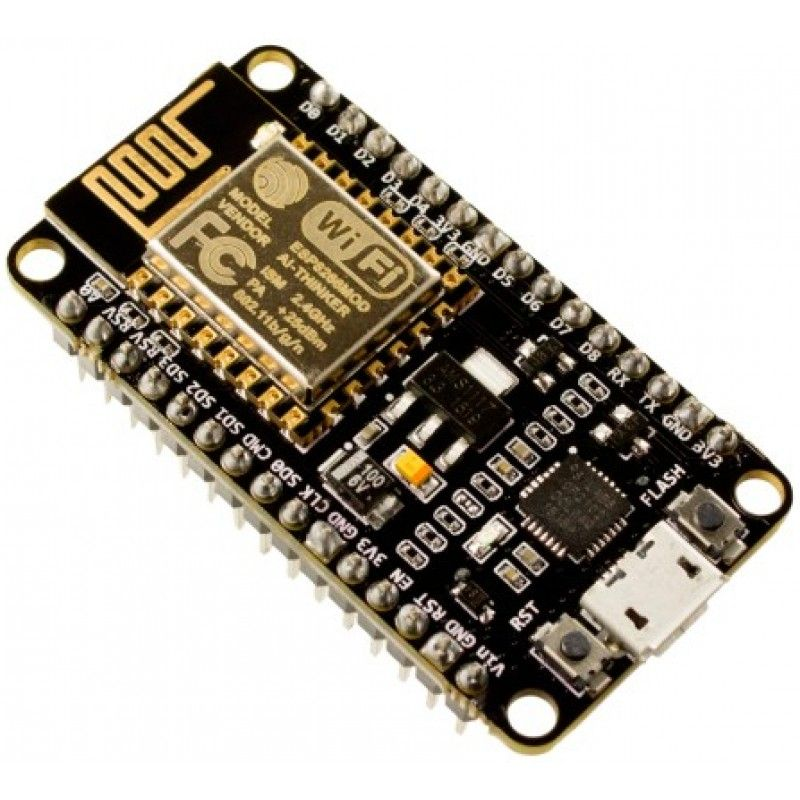 D0
D1
D2
D3
D4
3V3
GND
D5
D6
D7
D8
RX
TX
GND
3V3
MODEL
VENDOR
WiFi
ESP8266MOD
AI-THINKER
FC
ISM 2.4GHz
PA +25dBm
802.11b/g/n
A0
RSV
RSV
SD3
SD2
SD1
CMD
SD0
CLK
GND
3V3
EN
RST
GND
Vin
100
6V
FLASH
RST